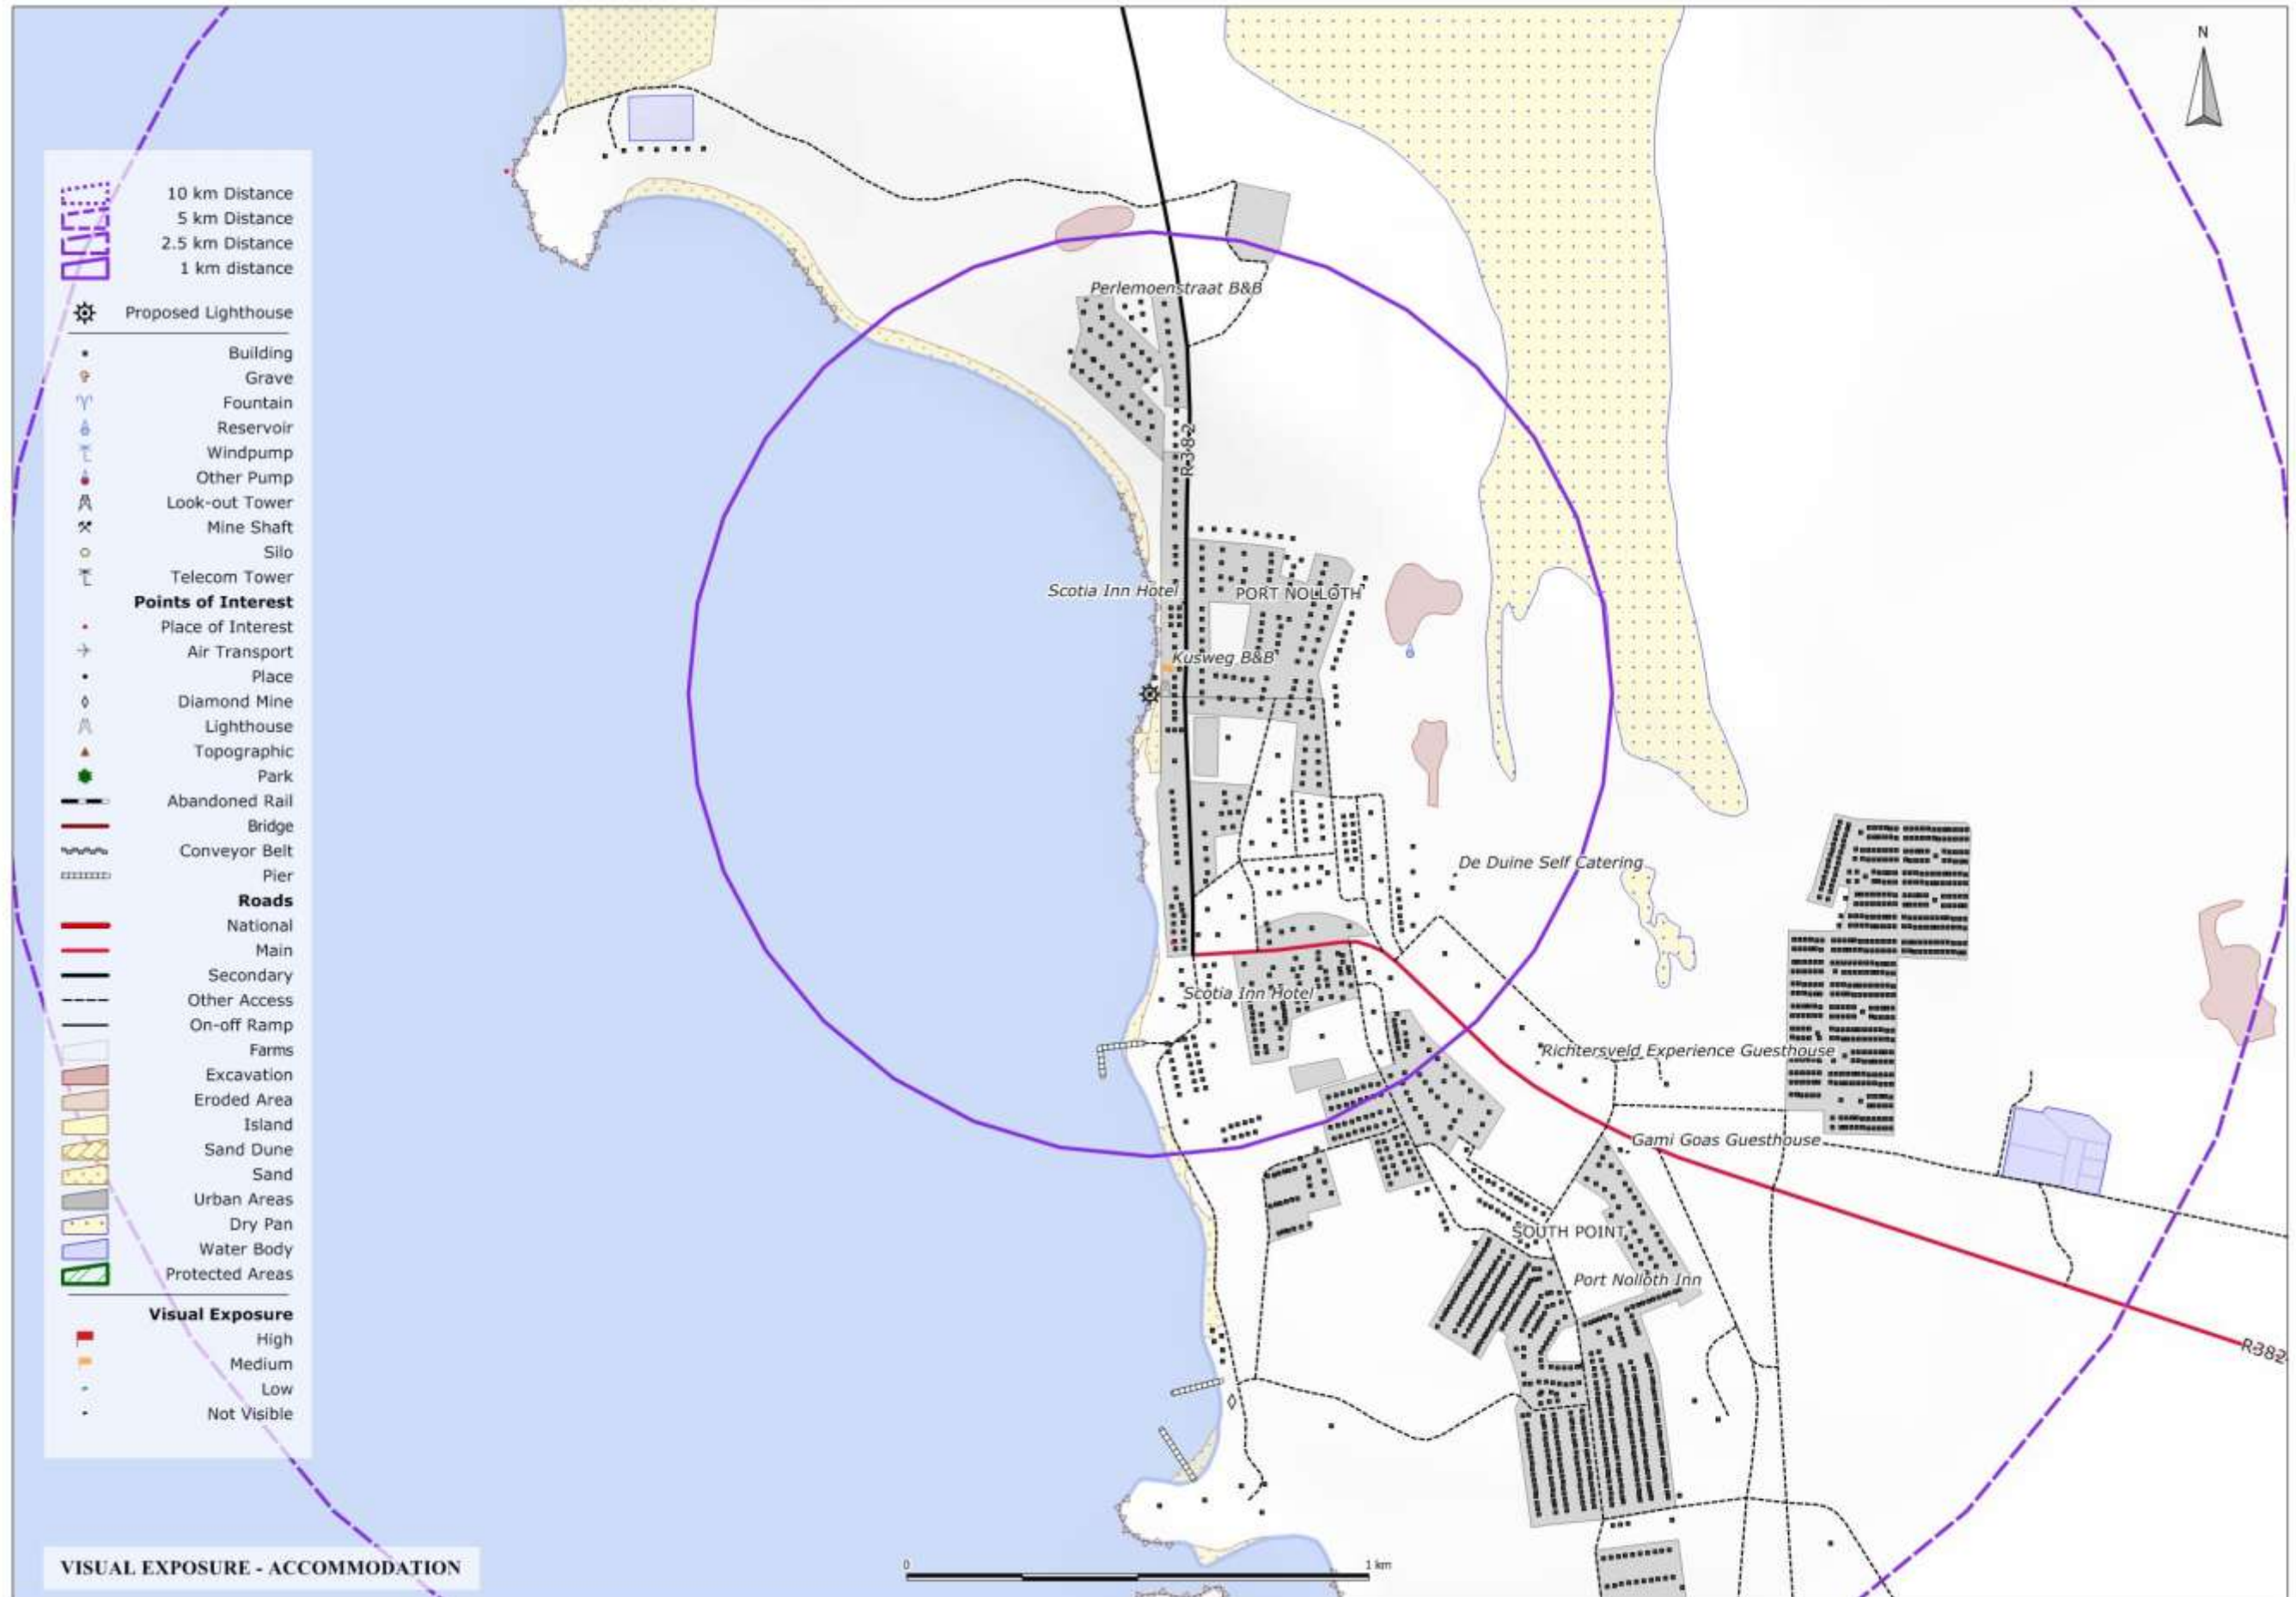 N
10 km Distance
5 km Distance
2.5 km Distance
1 km distance
Proposed Lighthouse
Building
Grave
Fountain
Reservoir
Windpump
Other Pump
Look-out Tower
Mine Shaft
Silo
Telecom Tower
Points of Interest
Place of Interest
Air Transport
Place
Diamond Mine
Lighthouse
Topographic
Park
Abandoned Rail
Bridge
Conveyor Belt
Pier
Roads
National
Main
Secondary
Other Access
On-off Ramp
Farms
Excavation
Eroded Area
Island
Sand Dune
Sand
Urban Areas
Dry Pan
Water Body
Protected Areas
Visual Exposure
High
Medium
Low
Not Visible
VISUAL EXPOSURE - ACCOMMODATION
Perlemoenstraat B&B
R382
Scotia Inn Hotel
PORT NOLLOTH
Kusweg B&B
De Duine Self Catering
Scotia Inn Hotel
Richtersveld Experience Guesthouse
Gami Goas Guesthouse
SOUTH POINT
Port Nolloth Inn
R382
0
1 km